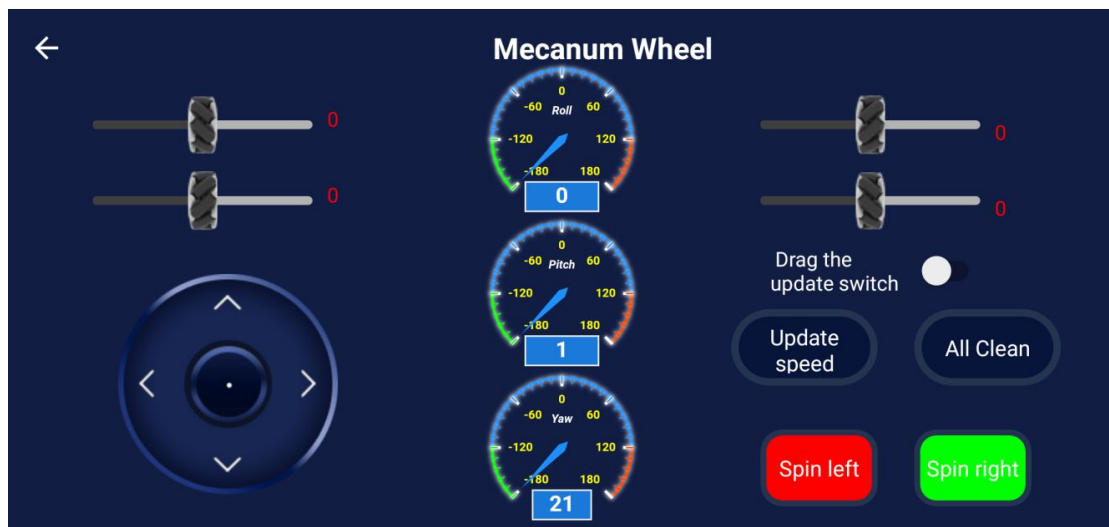 Mecanum Wheel
0
0
0
-60 Roll 60
-120 120
-180 180
0
0
-60 Pitch 60
-120 120
-180 180
1
0
-60 Yaw 60
-120 120
-180 180
21
0
0
Drag the
update switch
Update
speed
All Clean
Spin left
Spin right